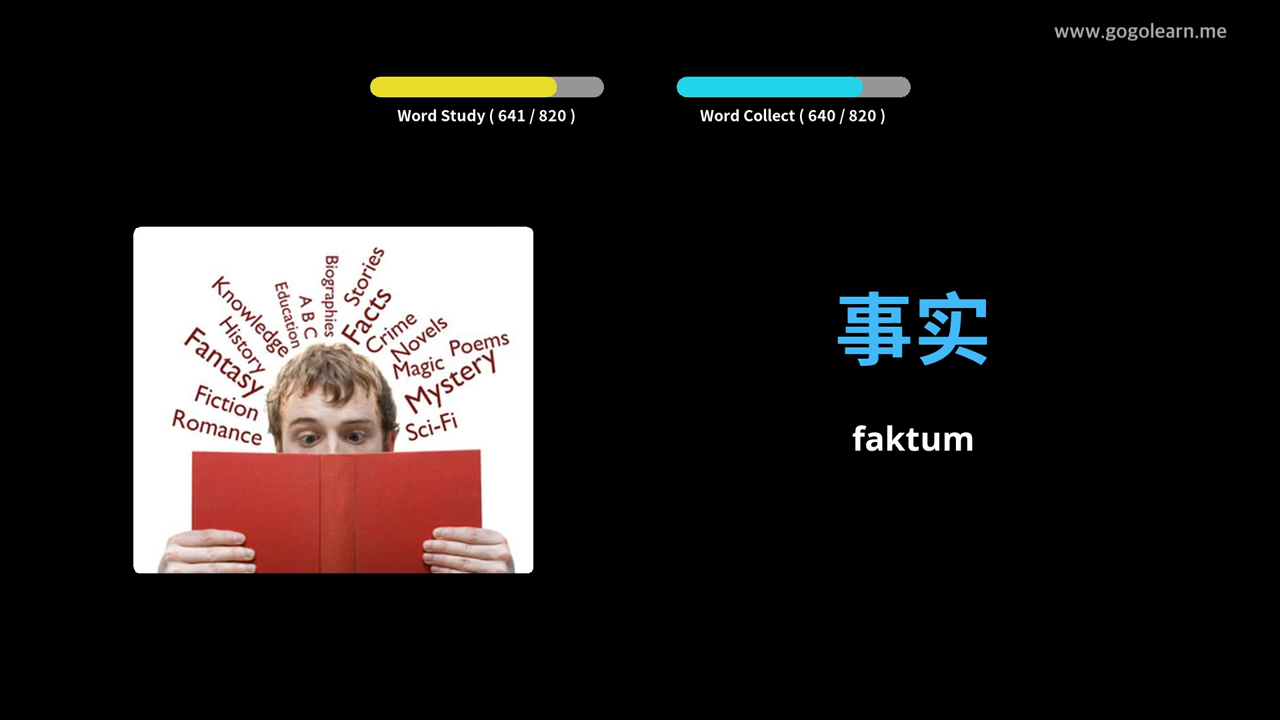 www.gogolearn.me
Word Study ( 641 / 820 )
Word Collect ( 640 / 820 )
Biographies
Stories
Education
A B C
Facts
Knowledge
Crime
History
Novels
Fantasy
Magic
Poems
Mystery
Fiction
Romance
Sci-Fi
事实
faktum